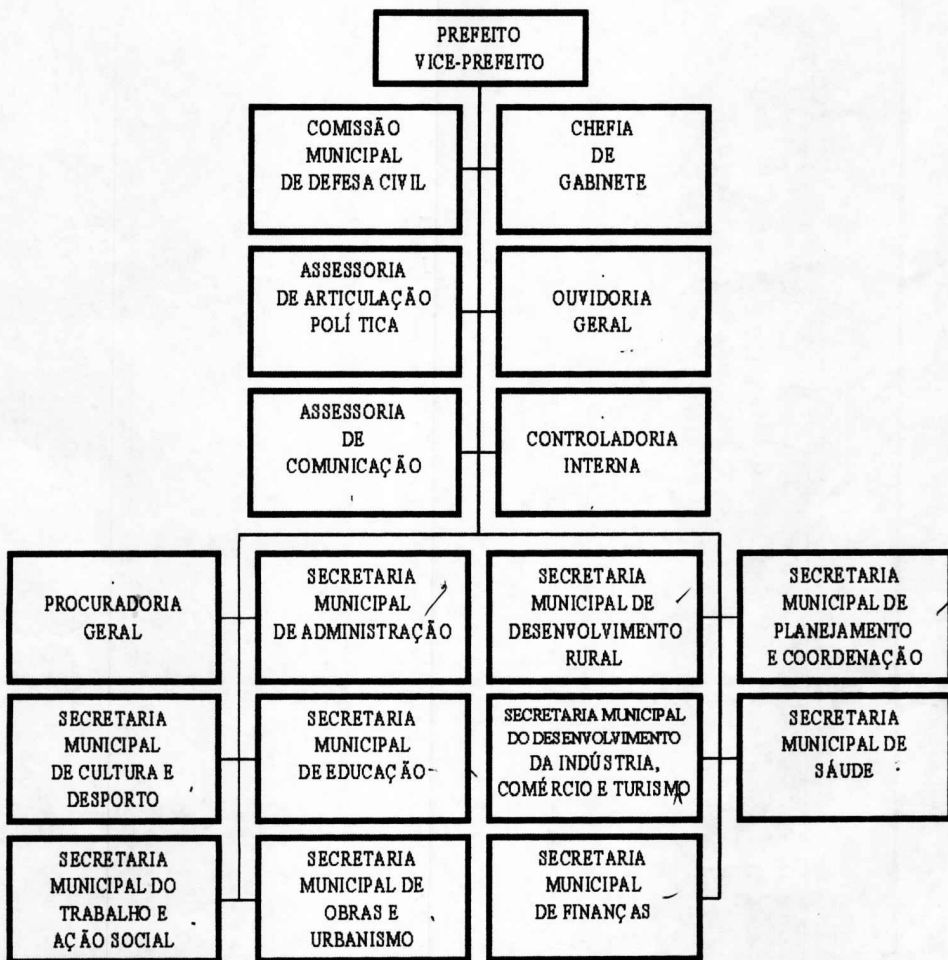 PREFEITO
VICE-PREFEITO
COMISSÃO
MUNICIPAL
DE DEFESA CIVIL
CHEFIA
DE
GABINETE
ASSESSORIA
DE ARTICULAÇÃO
POLÍ TICA
OUVIDORIA
GERAL
ASSESSORIA
DE
COMUNICAÇÃO
CONTROLADORIA
INTERNA
PROCURADORIA
GERAL
SECRETARIA
MUNICIPAL
DE ADMINISTRAÇÃO
SECRETARIA
MUNICIPAL DE
DESENVOLVIMENTO
RURAL
SECRETARIA
MUNICIPAL DE
PLANEJAMENTO
E COORDENAÇÃO
SECRETARIA
MUNICIPAL
DE CULTURA E
DESPORTO
SECRETARIA
MUNICIPAL
DE EDUCAÇÃO
SECRETARIA MUNICIPAL
DO DESENVOLVIMENTO
DA INDÚSTRIA,
COMÉRCIO E TURISMO
SECRETARIA
MUNICIPAL DE
SÁUDE
SECRETARIA
MUNICIPAL DO
TRABALHO E
AÇÃO SOCIAL
SECRETARIA
MUNICIPAL DE
OBRAS E
URBANISMO
SECRETARIA
MUNICIPAL
DE FINANÇAS